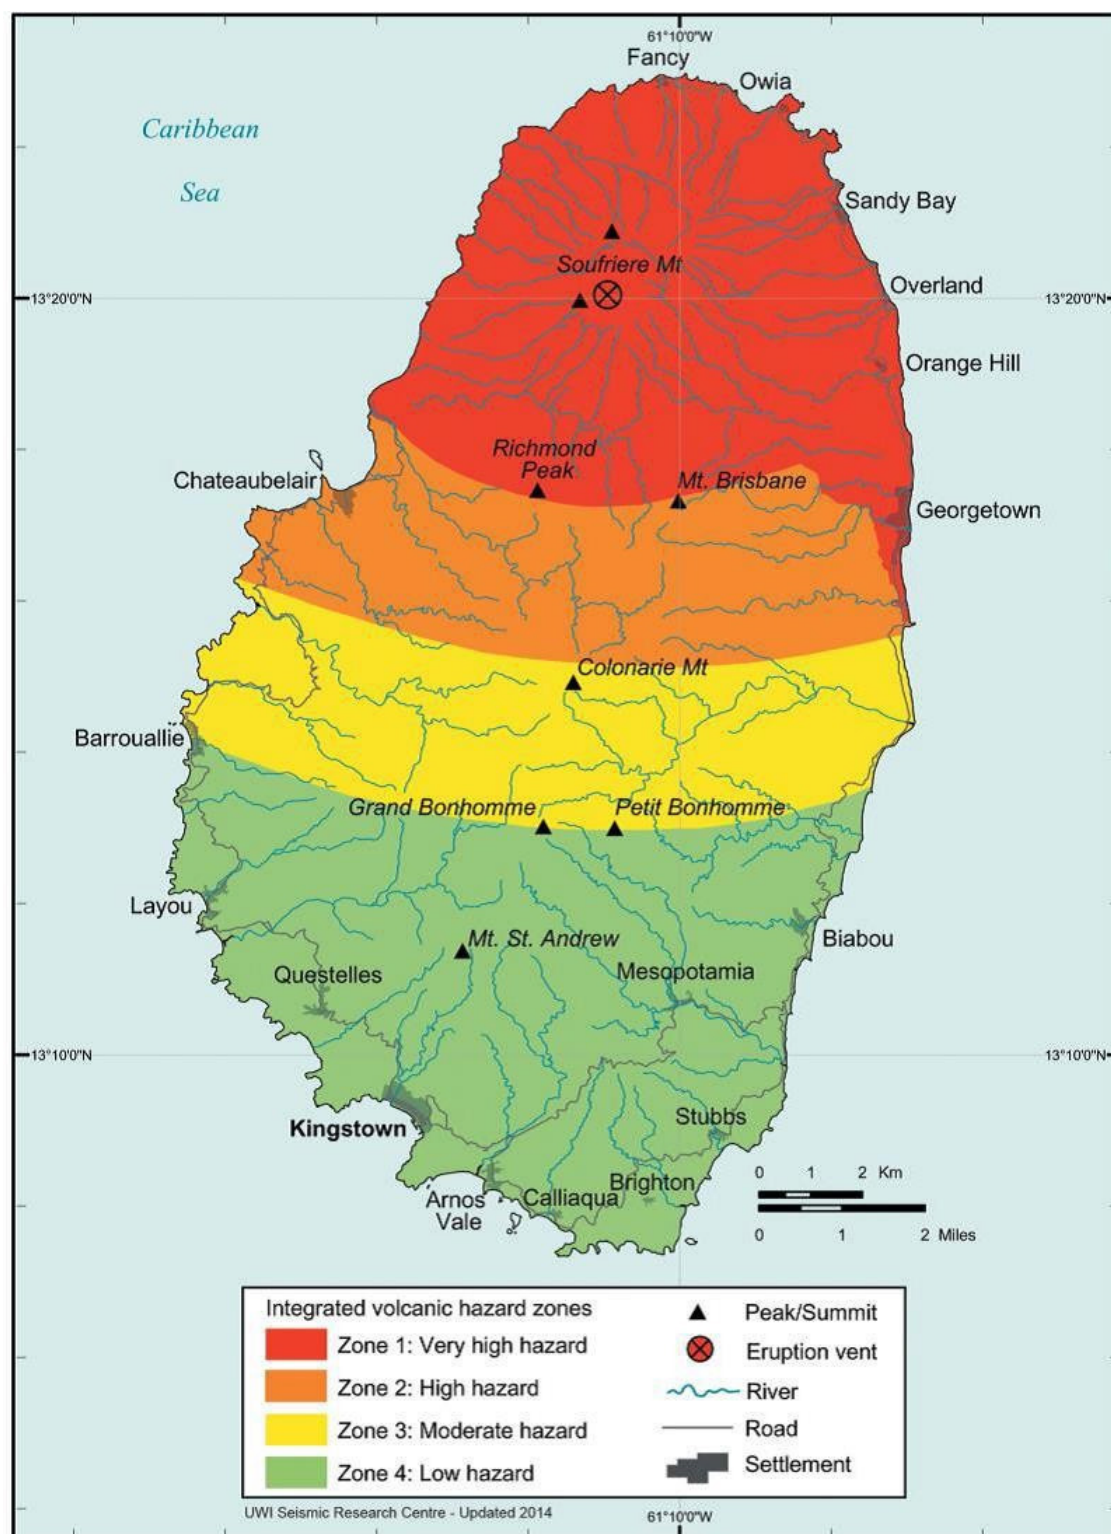 61°10'0"W
Fancy
Owia
Caribbean
Sea
Sandy Bay
Soufriere Mt
Overland
13°20'0"N
13°20'0"N
Orange Hill
Richmond
Peak
Chateaubelair
Mt. Brisbane
Georgetown
Colonarie Mt
Barrouallie
Grand Bonhomme
Petit Bonhomme
Layou
Mt. St. Andrew
Biabou
Questelles
Mesopotamia
13°10'0"N
13°10'0"N
Kingstown
Stubbs
Brighton
Arnos
Vale
Calliaqua
0 1 2 Km
0 1 2 Miles
Integrated volcanic hazard zones
Zone 1: Very high hazard
Zone 2: High hazard
Zone 3: Moderate hazard
Zone 4: Low hazard
Peak/Summit
Eruption vent
River
Road
Settlement
UWI Seismic Research Centre - Updated 2014
61°10'0"W